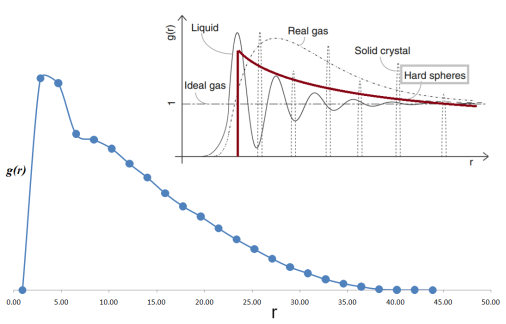 Liquid
g(r)
Real gas
Solid crystal
Hard spheres
Ideal gas
1
r
g(r)
0.00 5.00 10.00 15.00 20.00 25.00 30.00 35.00 40.00 45.00 50.00
r